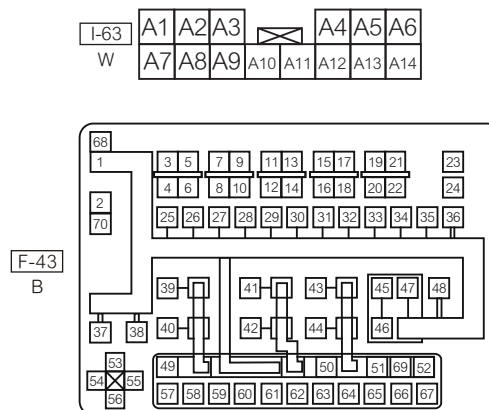 A1 A2 A3 A4 A5 A6
I-63
W
A7 A8 A9 A10 A11 A12 A13 A14
68
1 3 5 7 9 11 13 15 17 19 21 23
4 6 8 10 12 14 16 18 20 22 24
2
70 25 26 27 28 29 30 31 32 33 34 35 36
F-43
B
39 41 43 45 47 48
37 38 40 42 44 46
53 49 50 51 69 52
54 55
56 57 58 59 60 61 62 63 64 65 66 67